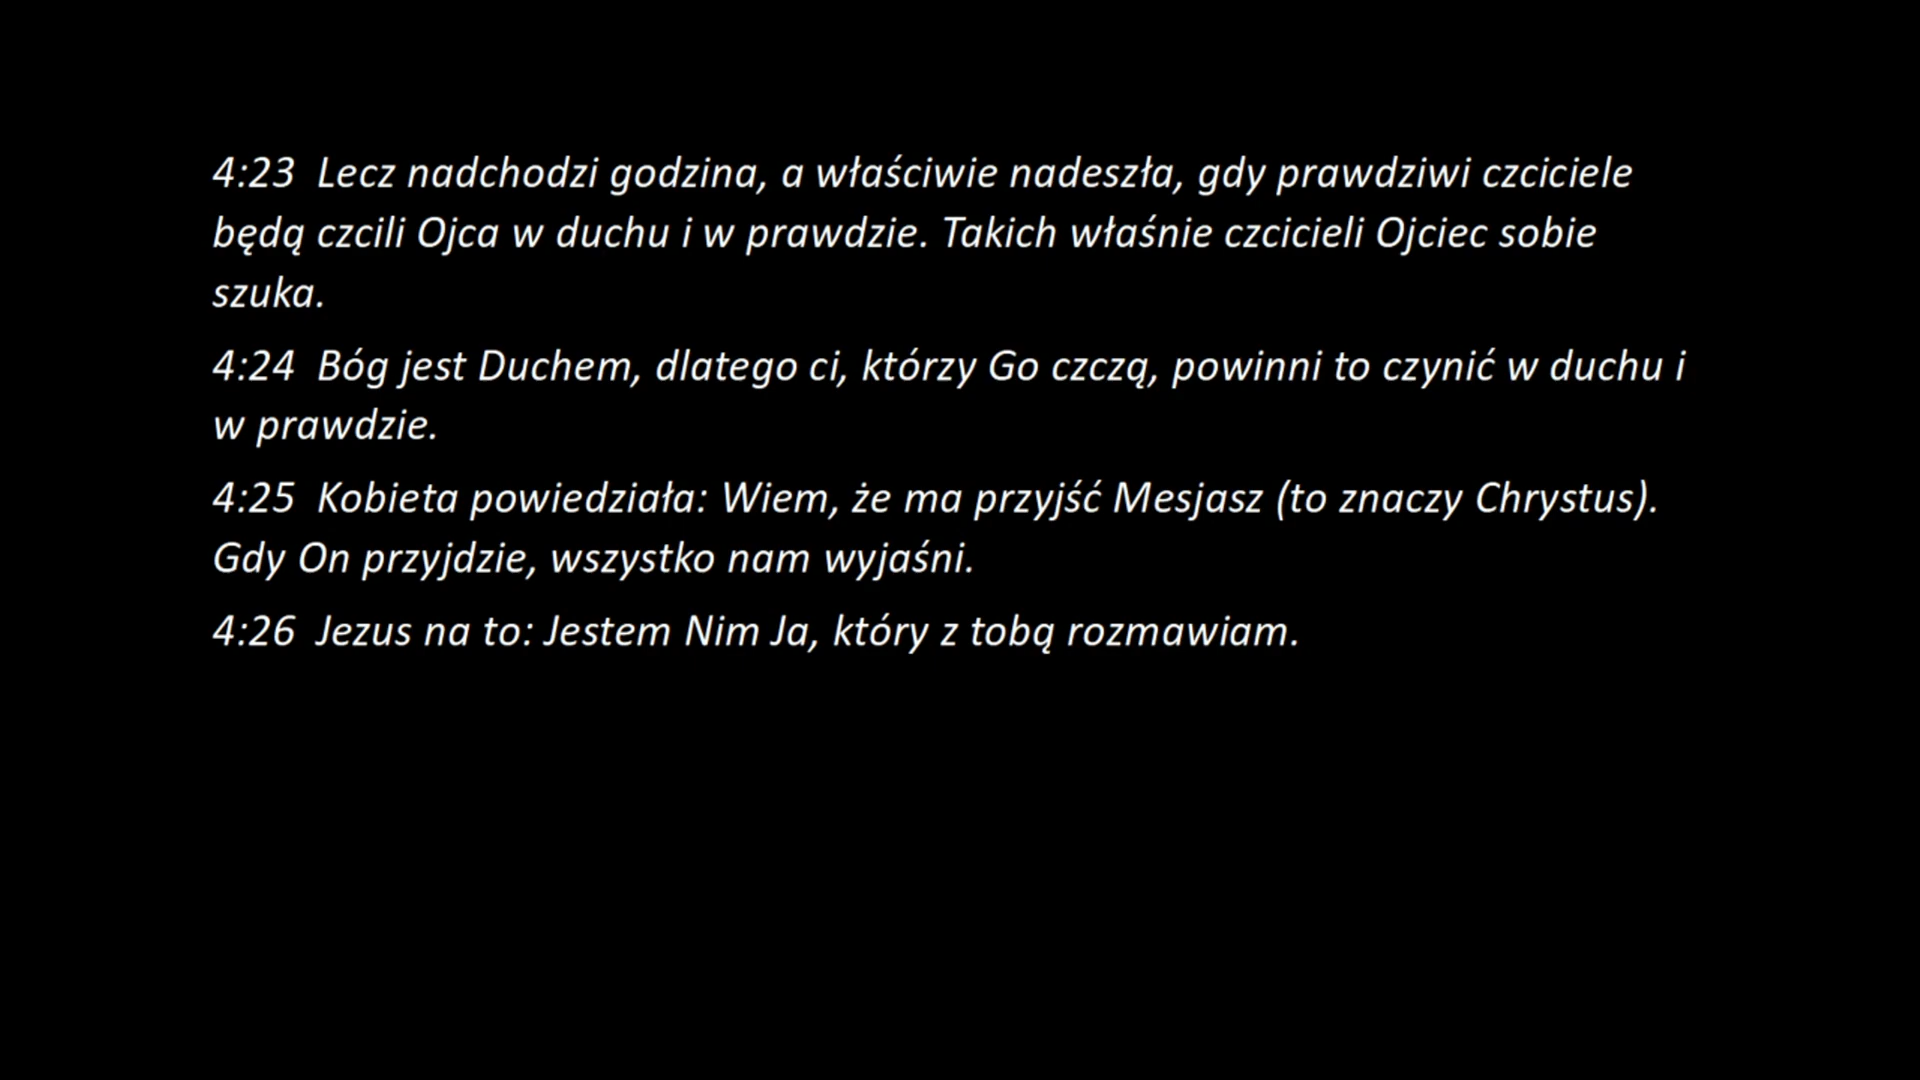 4:23 Lecz nadchodzi godzina, a właściwie nadeszła, gdy prawdziwi czciciele
będą czcili Ojca w duchu i w prawdzie. Takich właśnie czcicieli Ojciec sobie
szuka.
4:24 Bóg jest Duchem, dlatego ci, którzy Go czczą, powinni to czynić w duchu i
w prawdzie.
4:25 Kobieta powiedziała: Wiem, że ma przyjść Mesjasz (to znaczy Chrystus).
Gdy On przyjdzie, wszystko nam wyjaśni.
4:26 Jezus na to: Jestem Nim Ja, który z tobą rozmawiam.